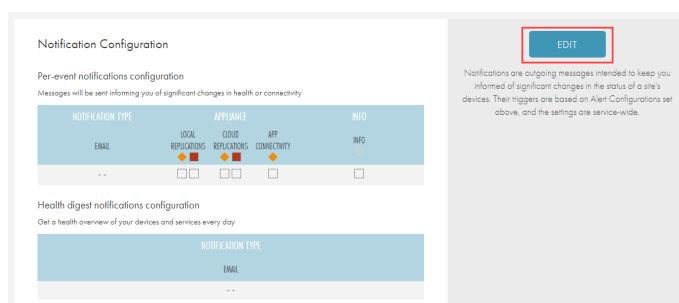 Notification Configuration
Per-event notifications configuration
Messages will be sent informing you of significant changes in health or connectivity
NOTIFICATION TYPE APPLIANCE INFO
EMAIL LOCAL REPLICATIONS CLOUD REPLICATIONS APP CONNECTIVITY INFO
- -
Health digest notifications configuration
Get a health overview of your devices and services every day
NOTIFICATION TYPE
EMAIL
- -
EDIT
Notifications are outgoing messages intended to keep you
informed of significant changes in the status of a site's
devices. Their triggers are based on Alert Configurations set
above, and the settings are service-wide.